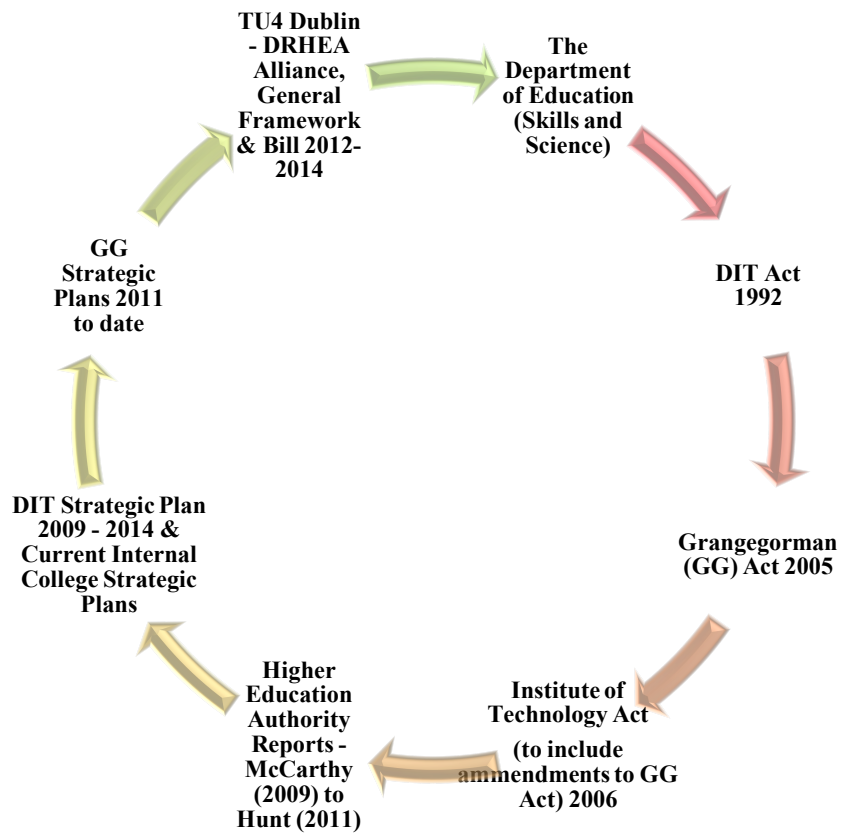 TU4 Dublin
- DRHEA
Alliance,
General
Framework
& Bill 2012-
2014
The
Department
of Education
(Skills and
Science)
DIT Act
1992
Grangegorman
(GG) Act 2005
Institute of
Technology Act
(to include
ammendments to GG
Act) 2006
Higher
Education
Authority
Reports -
McCarthy
(2009) to
Hunt (2011)
DIT Strategic Plan
2009 - 2014 &
Current Internal
College Strategic
Plans
GG
Strategic
Plans 2011
to date